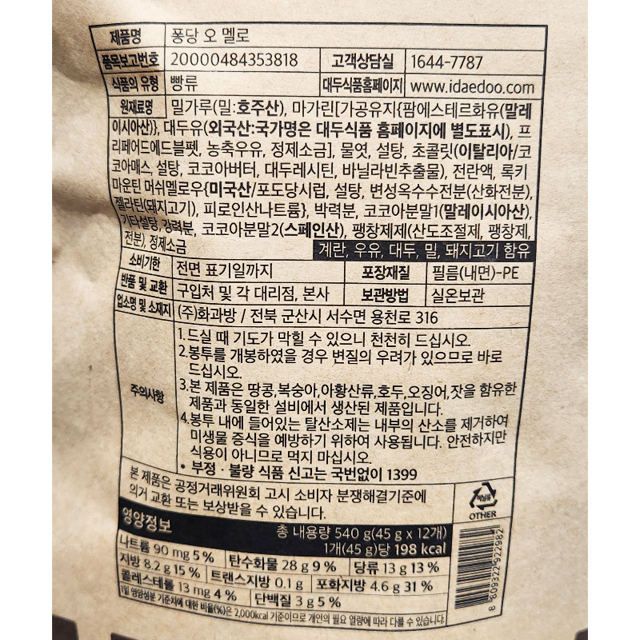 제품명 퐁당 오 멜로
품목보고번호 20000484353818 고객상담실 1644-7787
식품의 유형 빵류 대두식품홈페이지 www.idaedoo.com
원재료명 밀가루(밀:호주산), 마가린[가공유지{팜에스테르화유(말레
이시아산)}, 대두유(외국산:국가명은 대두식품 홈페이지에 별도표시), 프
리페어드에드블펫, 농축우유, 정제소금], 물엿, 설탕, 초콜릿(이탈리아/코
코아매스, 설탕, 코코아버터, 대두레시틴, 바닐라빈추출물), 전란액, 록키
마운틴 머쉬멜로우{미국산/포도당시럽, 설탕, 변성옥수수전분(산화전분),
젤라틴(돼지고기), 피로인산나트륨}, 박력분, 코코아분말1(말레이시아산),
기타설탕, 강력분, 코코아분말2(스페인산), 팽창제제(산도조절제, 팽창제,
전분), 정제소금 계란, 우유, 대두, 밀, 돼지고기 함유
소비기한 전면 표기일까지 포장재질 필름(내면)-PE
반품 및 교환 구입처 및 각 대리점, 본사 보관방법 실온보관
업소명 및 소재지 (주)화과방 / 전북 군산시 서수면 용천로 316
주의사항 1.드실 때 기도가 막힐 수 있으니 천천히 드십시오.
2.봉투를 개봉하였을 경우 변질의 우려가 있으므로 바로
드십시오.
3.본 제품은 땅콩,복숭아,아황산류,호두,오징어,잣을 함유한
제품과 동일한 설비에서 생산된 제품입니다.
4.봉투 내에 들어있는 탈산소제는 내부의 산소를 제거하여
미생물 증식을 예방하기 위하여 사용됩니다. 안전하지만
식용이 아니므로 먹지 마십시오.
• 부정·불량 식품 신고는 국번없이 1399
본 제품은 공정거래위원회 고시 소비자 분쟁해결기준에
의거 교환 또는 보상받을 수 있습니다.
비닐류
OTHER
영양정보 총 내용량 540 g(45 g x 12개)
1개(45 g)당 198 kcal
나트륨 90 mg 5% 탄수화물 28 g 9% 당류 13 g 13%
지방 8.2 g 15% 트랜스지방 0.1 g 포화지방 4.6 g 31%
콜레스테롤 13 mg 4% 단백질 3 g 5%
1일 영양성분 기준치에 대한 비율(%)은 2,000kcal 기준이므로 개인의 필요 열량에 따라 다를 수 있습니다.
8 809322 922982